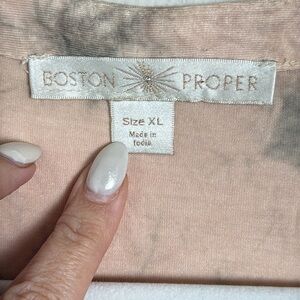 BOSTON PROPER
Size XL
Made in
India